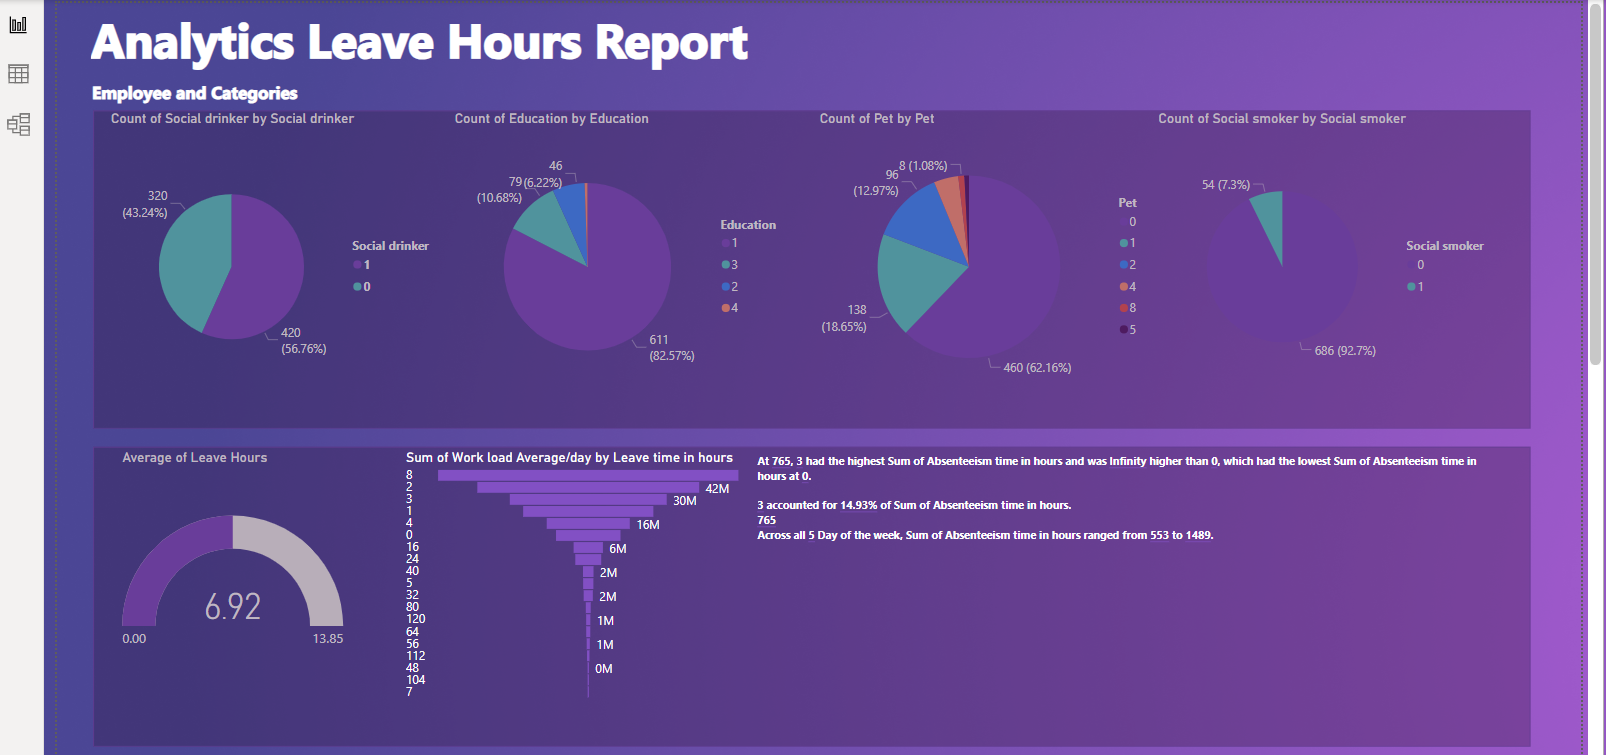 Analytics Leave Hours Report
Employee and Categories
Count of Social drinker by Social drinker
320
(43.24%)
420
(56.76%)
Social drinker
1
0
Count of Education by Education
46
(6.22%)
79
(10.68%)
611
(82.57%)
Education
1
3
2
4
Count of Pet by Pet
8 (1.08%)
96
(12.97%)
138
(18.65%)
460 (62.16%)
Pet
0
1
2
4
8
5
Count of Social smoker by Social smoker
54 (7.3%)
686 (92.7%)
Social smoker
0
1
Average of Leave Hours
6.92
0.00
13.85
Sum of Work load Average/day by Leave time in hours
8
2 42M
3 30M
1
4 16M
0
16 6M
24
40 2M
5
32 2M
80
120 1M
64
56 1M
112
48 0M
104
7
At 765, 3 had the highest Sum of Absenteeism time in hours and was Infinity higher than 0, which had the lowest Sum of Absenteeism time in
hours at 0.
3 accounted for 14.93% of Sum of Absenteeism time in hours.
765
Across all 5 Day of the week, Sum of Absenteeism time in hours ranged from 553 to 1489.